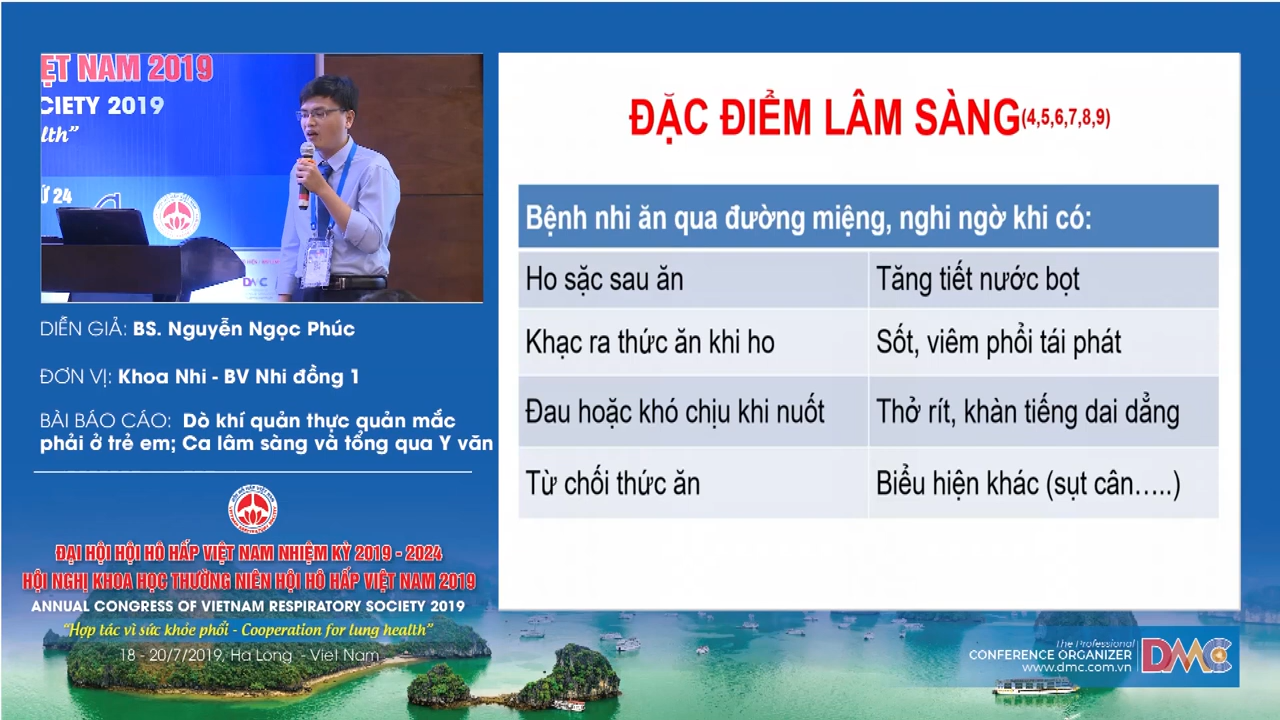 ỆT NAM 2019
CIETY 2019
lth”
Ứ 24
DMC
DIỄN GIẢ: BS. Nguyễn Ngọc Phúc
ĐƠN VỊ: Khoa Nhi - BV Nhi đồng 1
BÀI BÁO CÁO: Dò khí quản thực quản mắc
phải ở trẻ em; Ca lâm sàng và tổng qua Y văn
ĐẠI HỘI HỘI HÔ HẤP VIỆT NAM NHIỆM KỲ 2019 - 2024
HỘI NGHỊ KHOA HỌC THƯỜNG NIÊN HỘI HÔ HẤP VIỆT NAM 2019
ANNUAL CONGRESS OF VIETNAM RESPIRATORY SOCIETY 2019
“Hợp tác vì sức khỏe phổi - Cooperation for lung health”
18 - 20/7/2019, Ha Long - Viet Nam
ĐẶC ĐIỂM LÂM SÀNG(4,5,6,7,8,9)
Bệnh nhi ăn qua đường miệng, nghi ngờ khi có:
Ho sặc sau ăn Tăng tiết nước bọt
Khạc ra thức ăn khi ho Sốt, viêm phổi tái phát
Đau hoặc khó chịu khi nuốt Thở rít, khàn tiếng dai dẳng
Từ chối thức ăn Biểu hiện khác (sụt cân…..)
The Professional
CONFERENCE ORGANIZER
www.dmc.com.vn
DMC